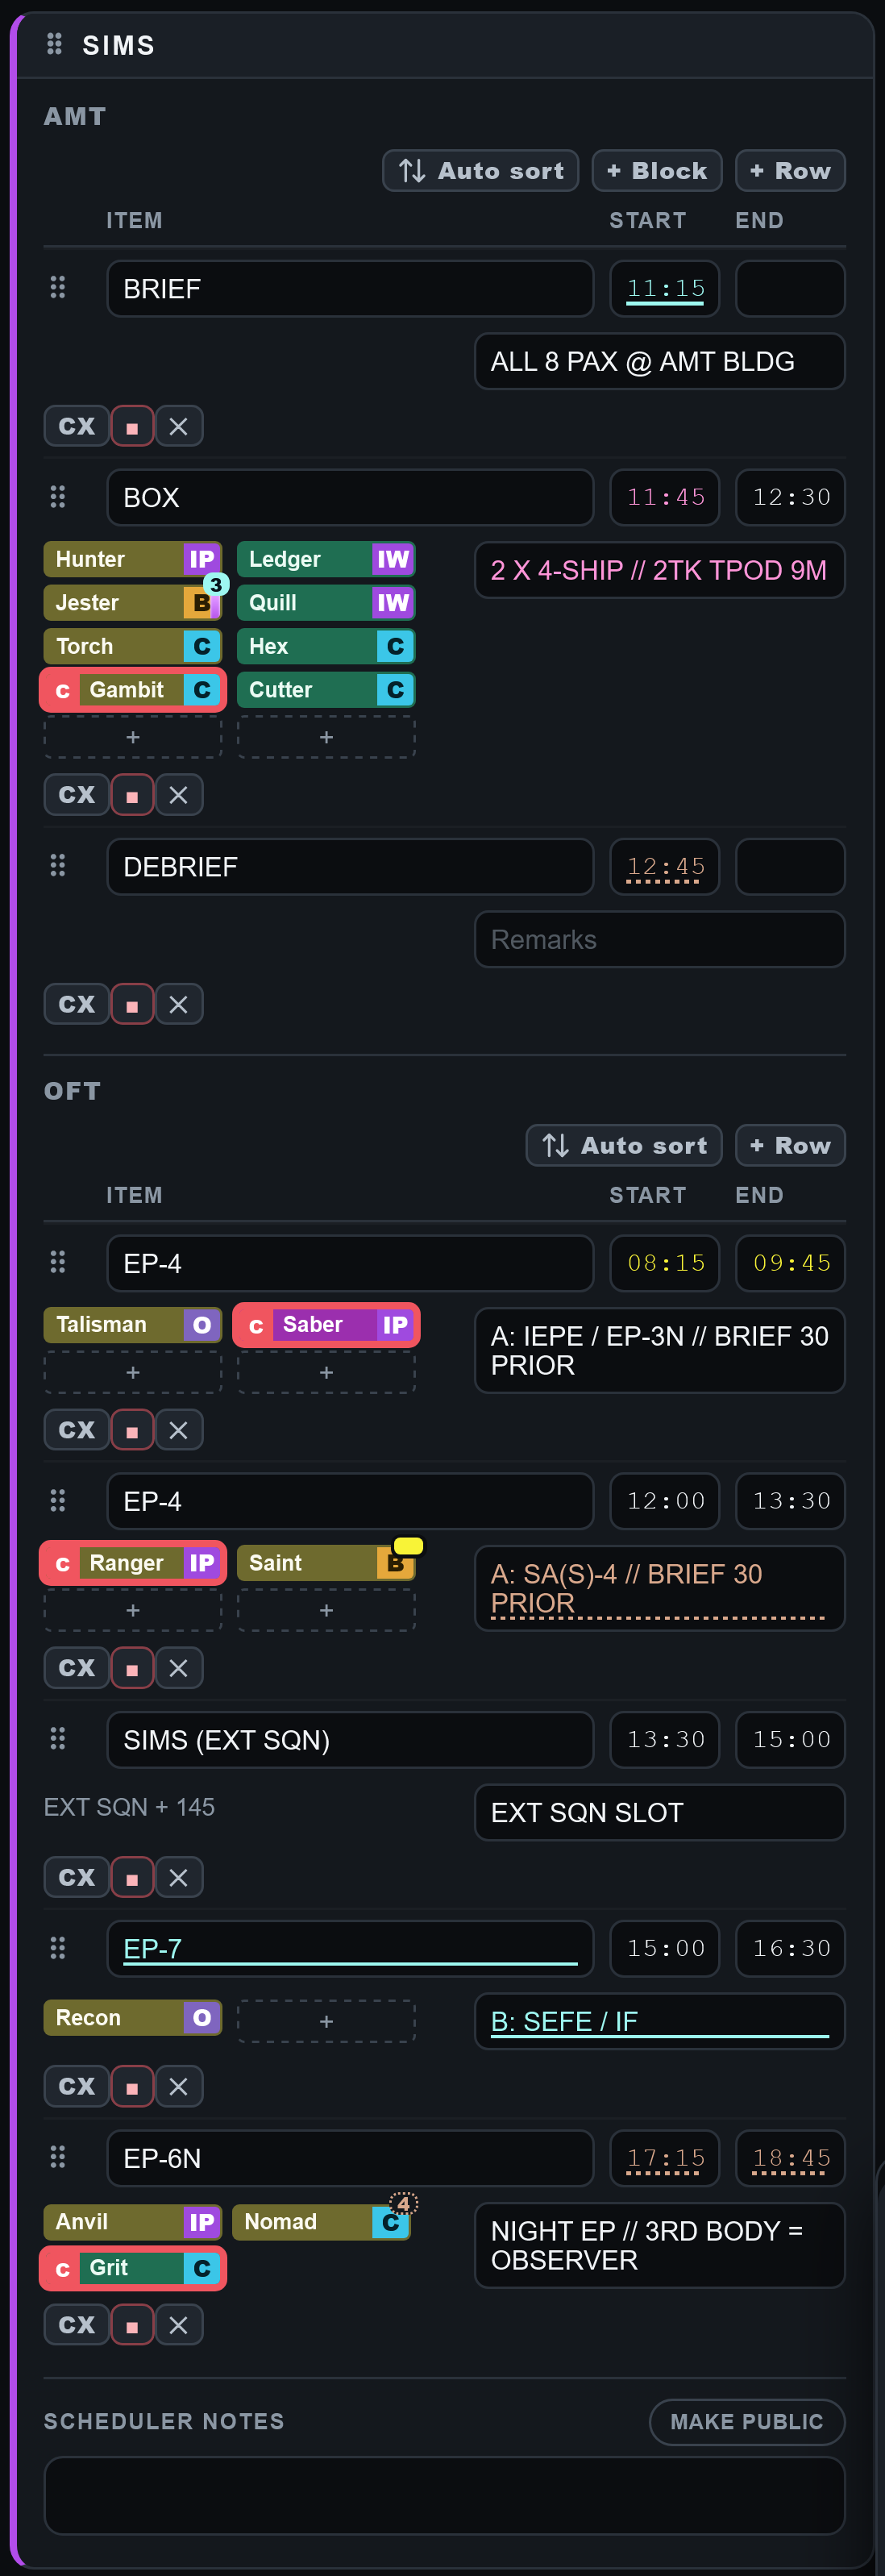 SIMS
AMT
Auto sort
+ Block
+ Row
ITEM START END
BRIEF 11:15
ALL 8 PAX @ AMT BLDG
CX
BOX 11:45 12:30
Hunter IP Ledger IW
2 X 4-SHIP // 2TK TPOD 9M
3
Jester B Quill IW
Torch C Hex C
c Gambit C Cutter C
+ +
CX
DEBRIEF 12:45
Remarks
CX
OFT
Auto sort
+ Row
ITEM START END
EP-4 08:15 09:45
Talisman O c Saber IP
A: IEPE / EP-3N // BRIEF 30
PRIOR
+ +
CX
EP-4 12:00 13:30
c Ranger IP Saint B
A: SA(S)-4 // BRIEF 30
PRIOR
+ +
CX
SIMS (EXT SQN) 13:30 15:00
EXT SQN + 145
EXT SQN SLOT
CX
EP-7 15:00 16:30
Recon O +
B: SEFE / IF
CX
EP-6N 17:15 18:45
4
Anvil IP Nomad C
NIGHT EP // 3RD BODY =
OBSERVER
c Grit C
CX
SCHEDULER NOTES
MAKE PUBLIC